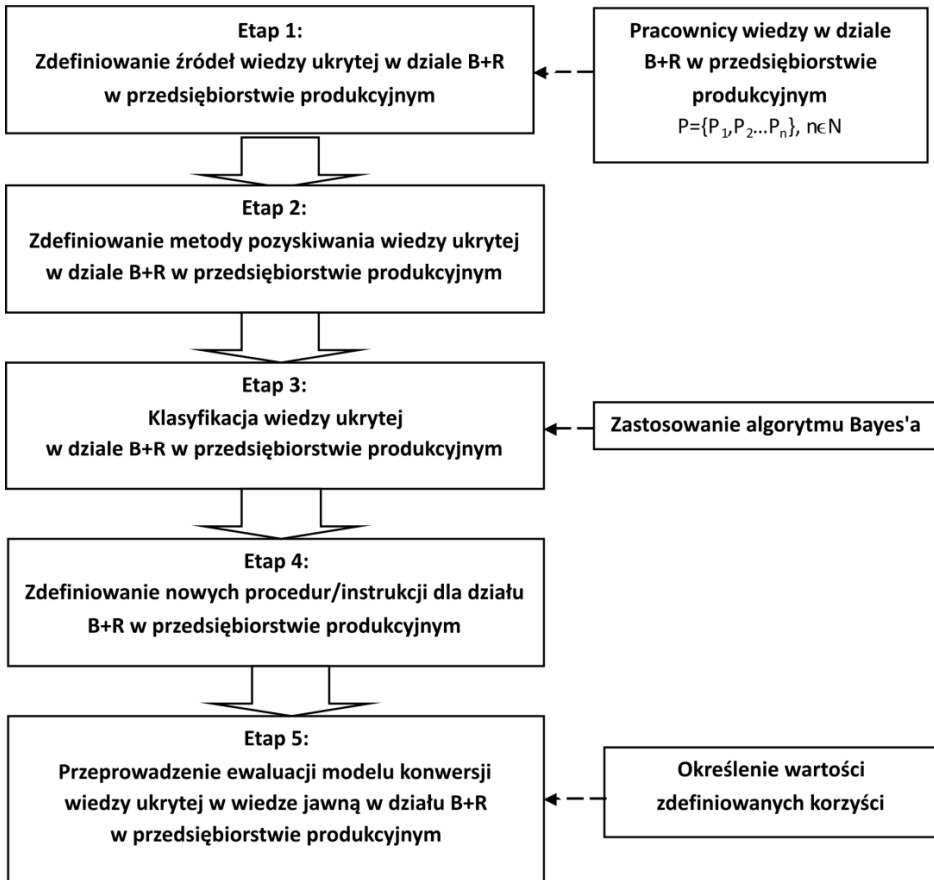 Etap 1:
Zdefiniowanie źródeł wiedzy ukrytej w dziale B+R
w przedsiębiorstwie produkcyjnym
Pracownicy wiedzy w dziale
B+R w przedsiębiorstwie
produkcyjnym
P={P₁,P₂...Pₙ}, nϵN
Etap 2:
Zdefiniowanie metody pozyskiwania wiedzy ukrytej
w dziale B+R w przedsiębiorstwie produkcyjnym
Etap 3:
Klasyfikacja wiedzy ukrytej
w dziale B+R w przedsiębiorstwie produkcyjnym
Zastosowanie algorytmu Bayes'a
Etap 4:
Zdefiniowanie nowych procedur/instrukcji dla działu
B+R w przedsiębiorstwie produkcyjnym
Etap 5:
Przeprowadzenie ewaluacji modelu konwersji
wiedzy ukrytej w wiedze jawną w działu B+R
w przedsiębiorstwie produkcyjnym
Określenie wartości
zdefiniowanych korzyści